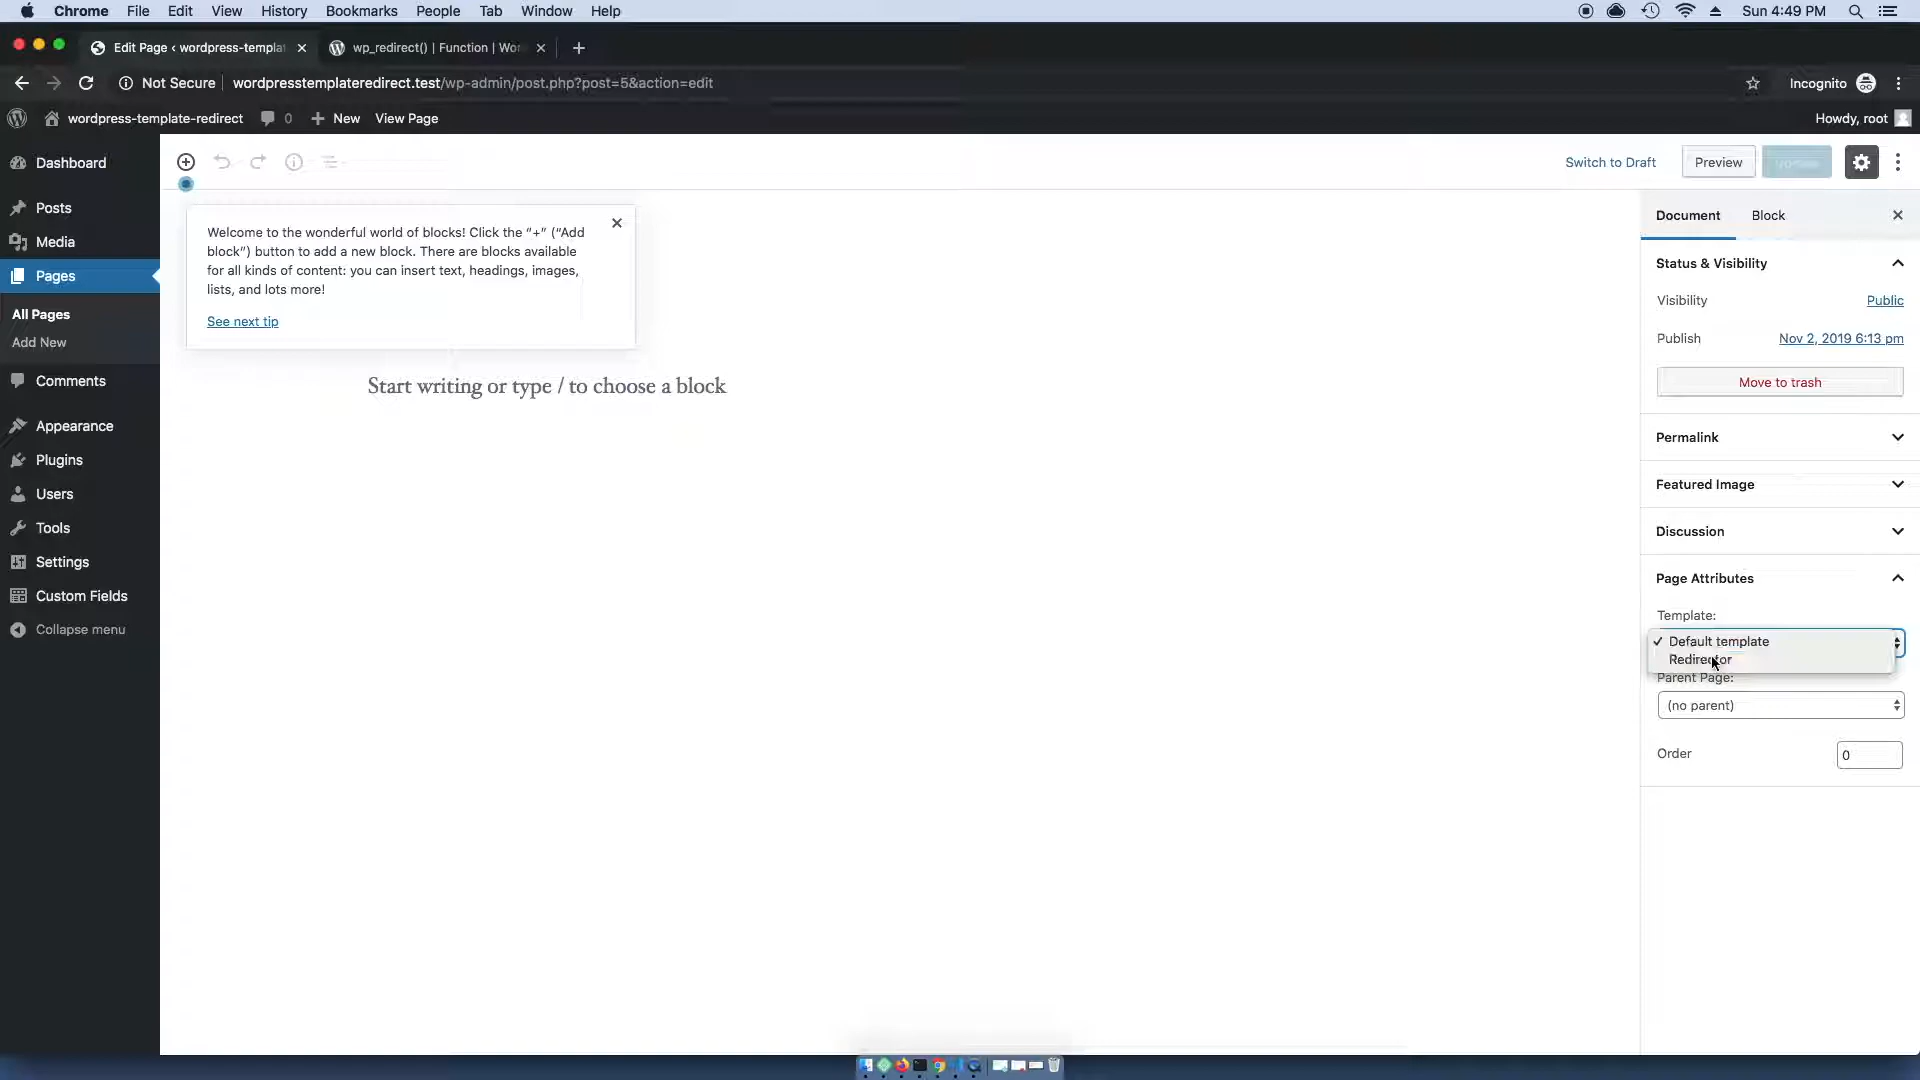 Chrome File Edit View History Bookmarks People Tab Window Help Sun 4:49 PM
Edit Page ‹ wordpress-templa wp_redirect() | Function | Wor
Not Secure wordpresstemplateredirect.test/wp-admin/post.php?post=5&action=edit Incognito
wordpress-template-redirect 0 New View Page Howdy, root
Dashboard
Posts
Media
Pages
All Pages
Add New
Comments
Appearance
Plugins
Users
Tools
Settings
Custom Fields
Collapse menu
Switch to Draft Preview
Welcome to the wonderful world of blocks! Click the “+” (“Add
block”) button to add a new block. There are blocks available
for all kinds of content: you can insert text, headings, images,
lists, and lots more!
See next tip
Start writing or type / to choose a block
Document Block
Status & Visibility
Visibility Public
Publish Nov 2, 2019 6:13 pm
Move to trash
Permalink
Featured Image
Discussion
Page Attributes
Template:
✓ Default template
Redirector
Parent Page:
(no parent)
Order 0